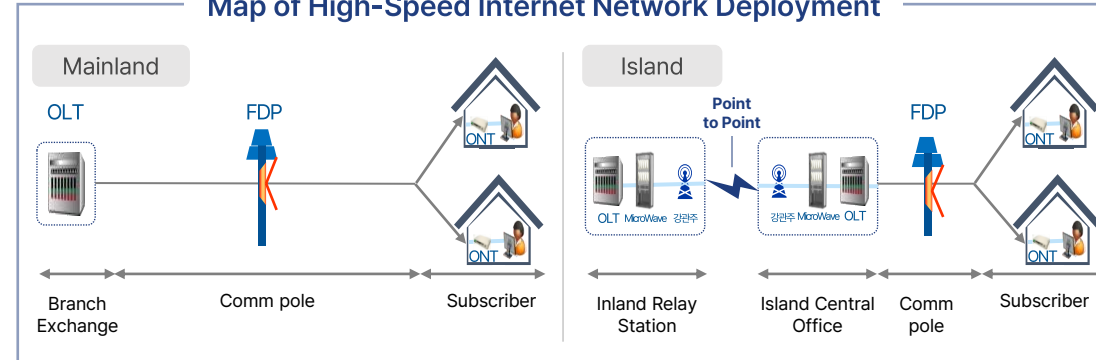 Map of High-Speed Internet Network Deployment
Mainland
OLT
FDP
ONT
ONT
Branch
Exchange
Comm pole
Subscriber
Island
Point
to Point
FDP
OLT
MicroWave
강관주
강관주
MicroWave
OLT
ONT
ONT
Inland Relay
Station
Island Central
Office
Comm
pole
Subscriber